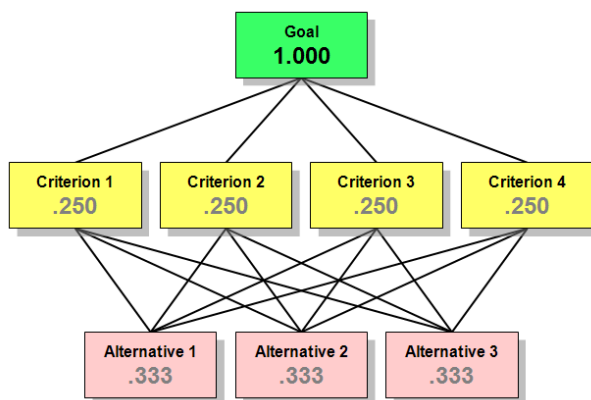 Goal
1.000
Criterion 1
.250
Criterion 2
.250
Criterion 3
.250
Criterion 4
.250
Alternative 1
.333
Alternative 2
.333
Alternative 3
.333